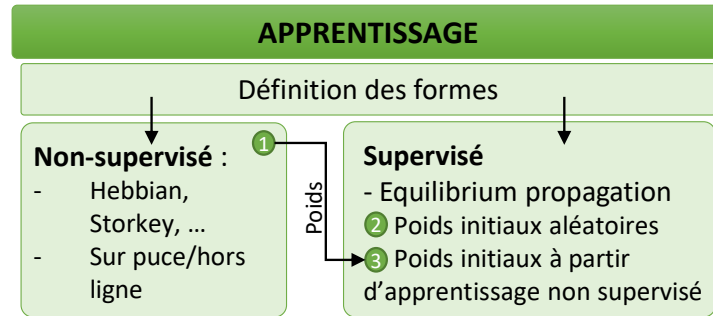 APPRENTISSAGE
Définition des formes
1
Non-supervisé :
- Hebbian,
Storkey, ...
- Sur puce/hors
ligne
Poids
Supervisé
- Equilibrium propagation
2 Poids initiaux aléatoires
3 Poids initiaux à partir
d'apprentissage non supervisé